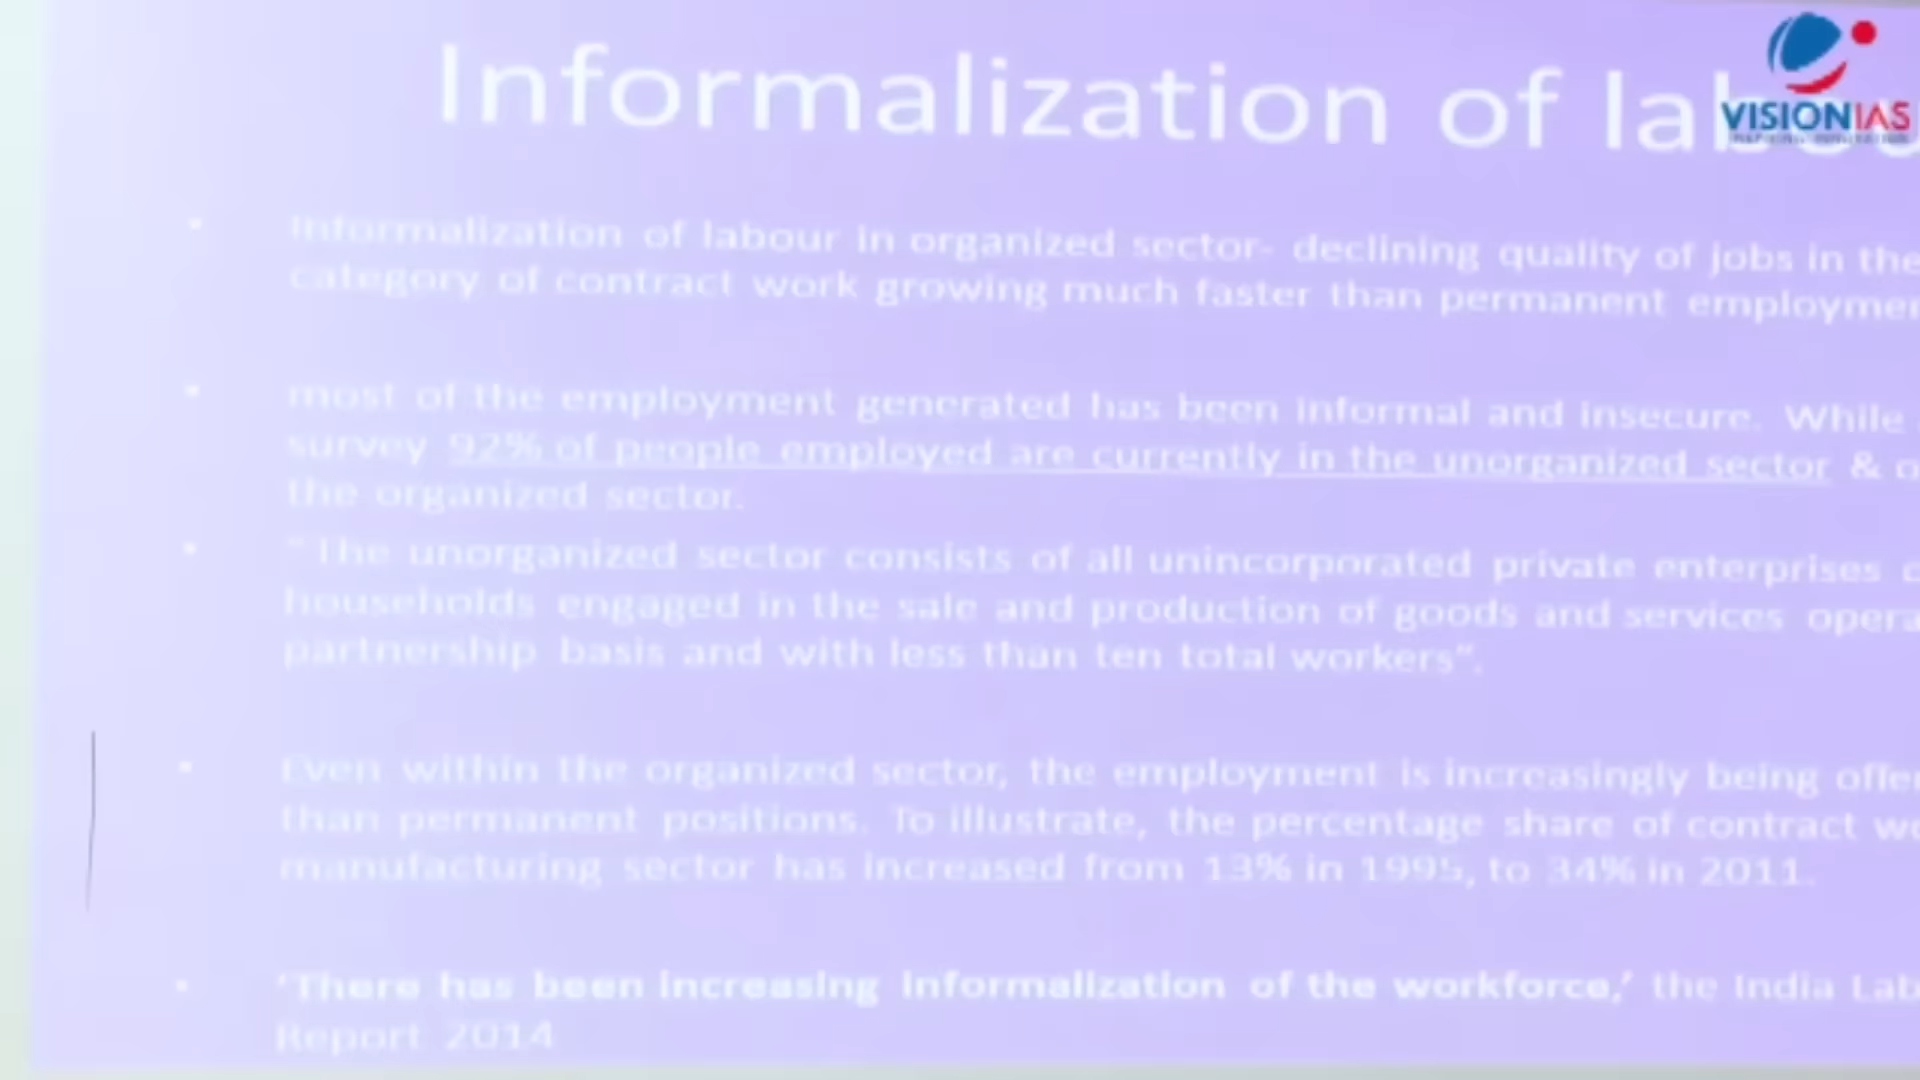 Informalization of
VISIONIAS
• Informalization of labour in organized sector- declining quality of jobs in the
category of contract work growing much faster than permanent
• most of the employment generated has been informal and insecure. While
survey 92% of people employed are currently in the unorganized sector &
the organized sector.
• " The unorganized sector consists of all unincorporated private enterprises
households engaged in the sale and production of goods and services
partnership basis and with less than ten total workers".
• Even within the organized sector, the employment is increasingly being
than permanent positions. To illustrate, the percentage share of contract
manufacturing sector has increased from 13% in 1995, to 34% in 2011.
• 'There has been increasing informalization of the workforce,' the India
Report 2014